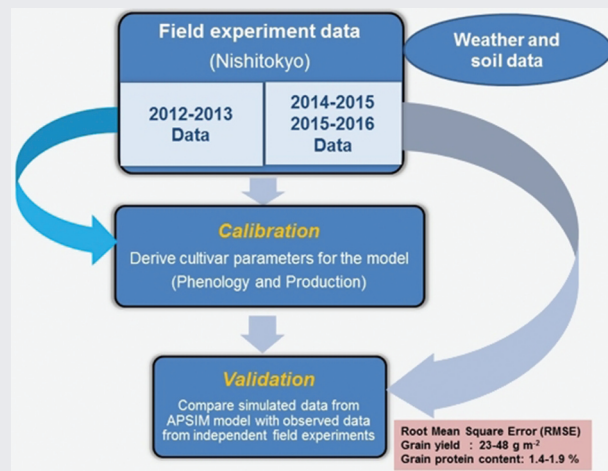 Field experiment data
(Nishitokyo)
Weather and
soil data
2012-2013
Data
2014-2015
2015-2016
Data
Calibration
Derive cultivar parameters for the model
(Phenology and Production)
Validation
Compare simulated data from
APSIM model with observed data
from independent field experiments
Root Mean Square Error (RMSE)
Grain yield : 23-48 g m⁻²
Grain protein content: 1.4-1.9 %